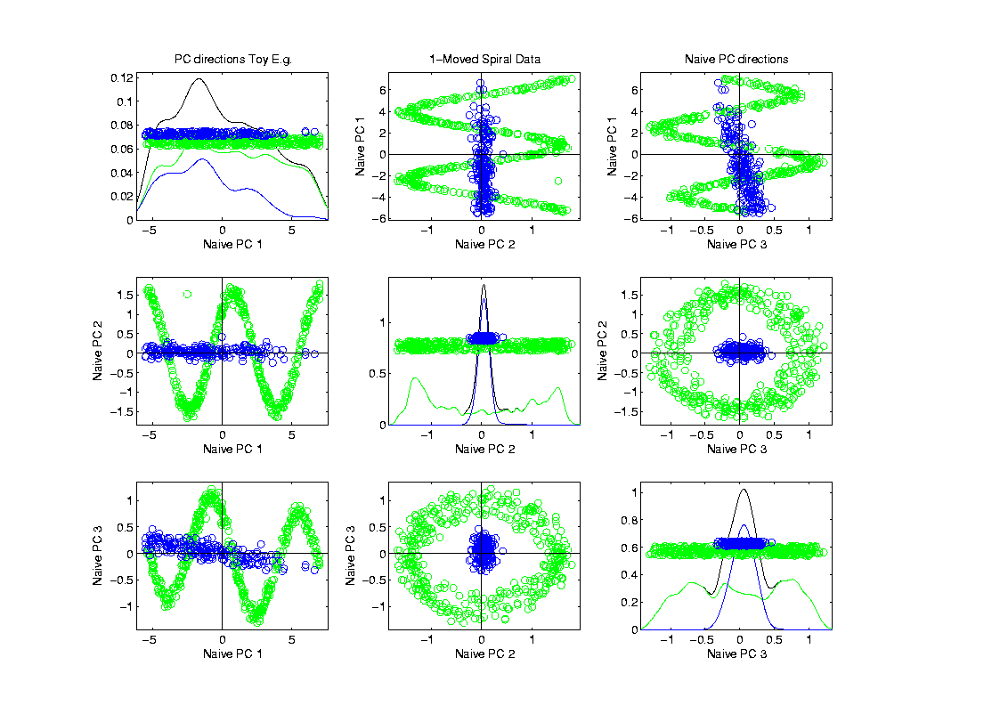 PC directions Toy E.g.
1−Moved Spiral Data
Naive PC directions
0.12
0.1
0.08
0.06
0.04
0.02
0
−5 0 5
Naive PC 1
6
4
2
0
−2
−4
−6
Naive PC 1
−1 0 1
Naive PC 2
6
4
2
0
−2
−4
−6
Naive PC 1
−1 −0.5 0 0.5 1
Naive PC 3
1.5
1
0.5
0
−0.5
−1
−1.5
Naive PC 2
−5 0 5
Naive PC 1
1
0.5
0
−1 0 1
Naive PC 2
1.5
1
0.5
0
−0.5
−1
−1.5
Naive PC 2
−1 −0.5 0 0.5 1
Naive PC 3
1
0.5
0
−0.5
−1
Naive PC 3
−5 0 5
Naive PC 1
1
0.5
0
−0.5
−1
Naive PC 3
−1 0 1
Naive PC 2
1
0.8
0.6
0.4
0.2
0
−1 −0.5 0 0.5 1
Naive PC 3